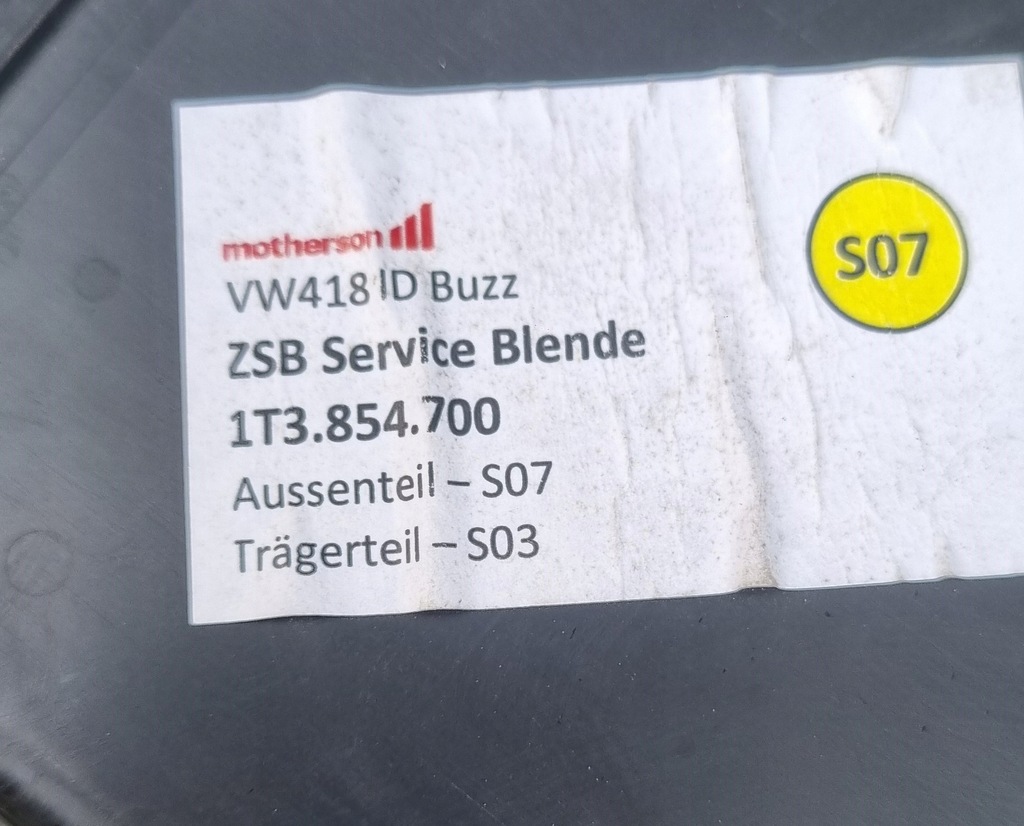 motherson
VW418 ID Buzz
ZSB Service Blende
1T3.854.700
Aussenteil – S07
Trägerteil – S03
S07